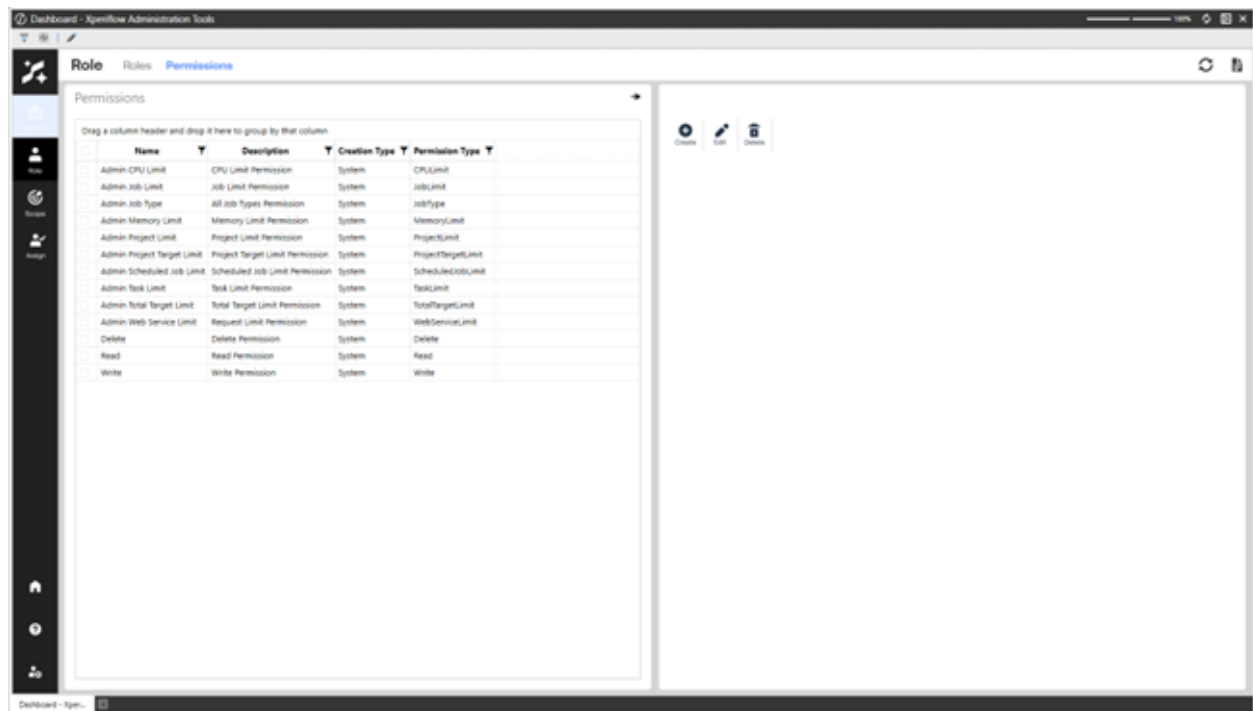 Dashboard - Xperiflow Administration Tools
100%
Role Roles Permissions
Permissions
Drag a column header and drop it here to group by that column
Name Description Creation Type Permission Type
Admin CPU Limit CPU Limit Permission System CPULimit
Admin Job Limit Job Limit Permission System JobLimit
Admin Job Type All Job Types Permission System JobType
Admin Memory Limit Memory Limit Permission System MemoryLimit
Admin Project Limit Project Limit Permission System ProjectLimit
Admin Project Target Limit Project Target Limit Permission System ProjectTargetLimit
Admin Scheduled Job Limit Scheduled Job Limit Permission System ScheduledJobLimit
Admin Task Limit Task Limit Permission System TaskLimit
Admin Total Target Limit Total Target Limit Permission System TotalTargetLimit
Admin Web Service Limit Request Limit Permission System WebServiceLimit
Delete Delete Permission System Delete
Read Read Permission System Read
Write Write Permission System Write
Create Edit Delete
Role
Scope
Assign
Dashboard - Xperi...